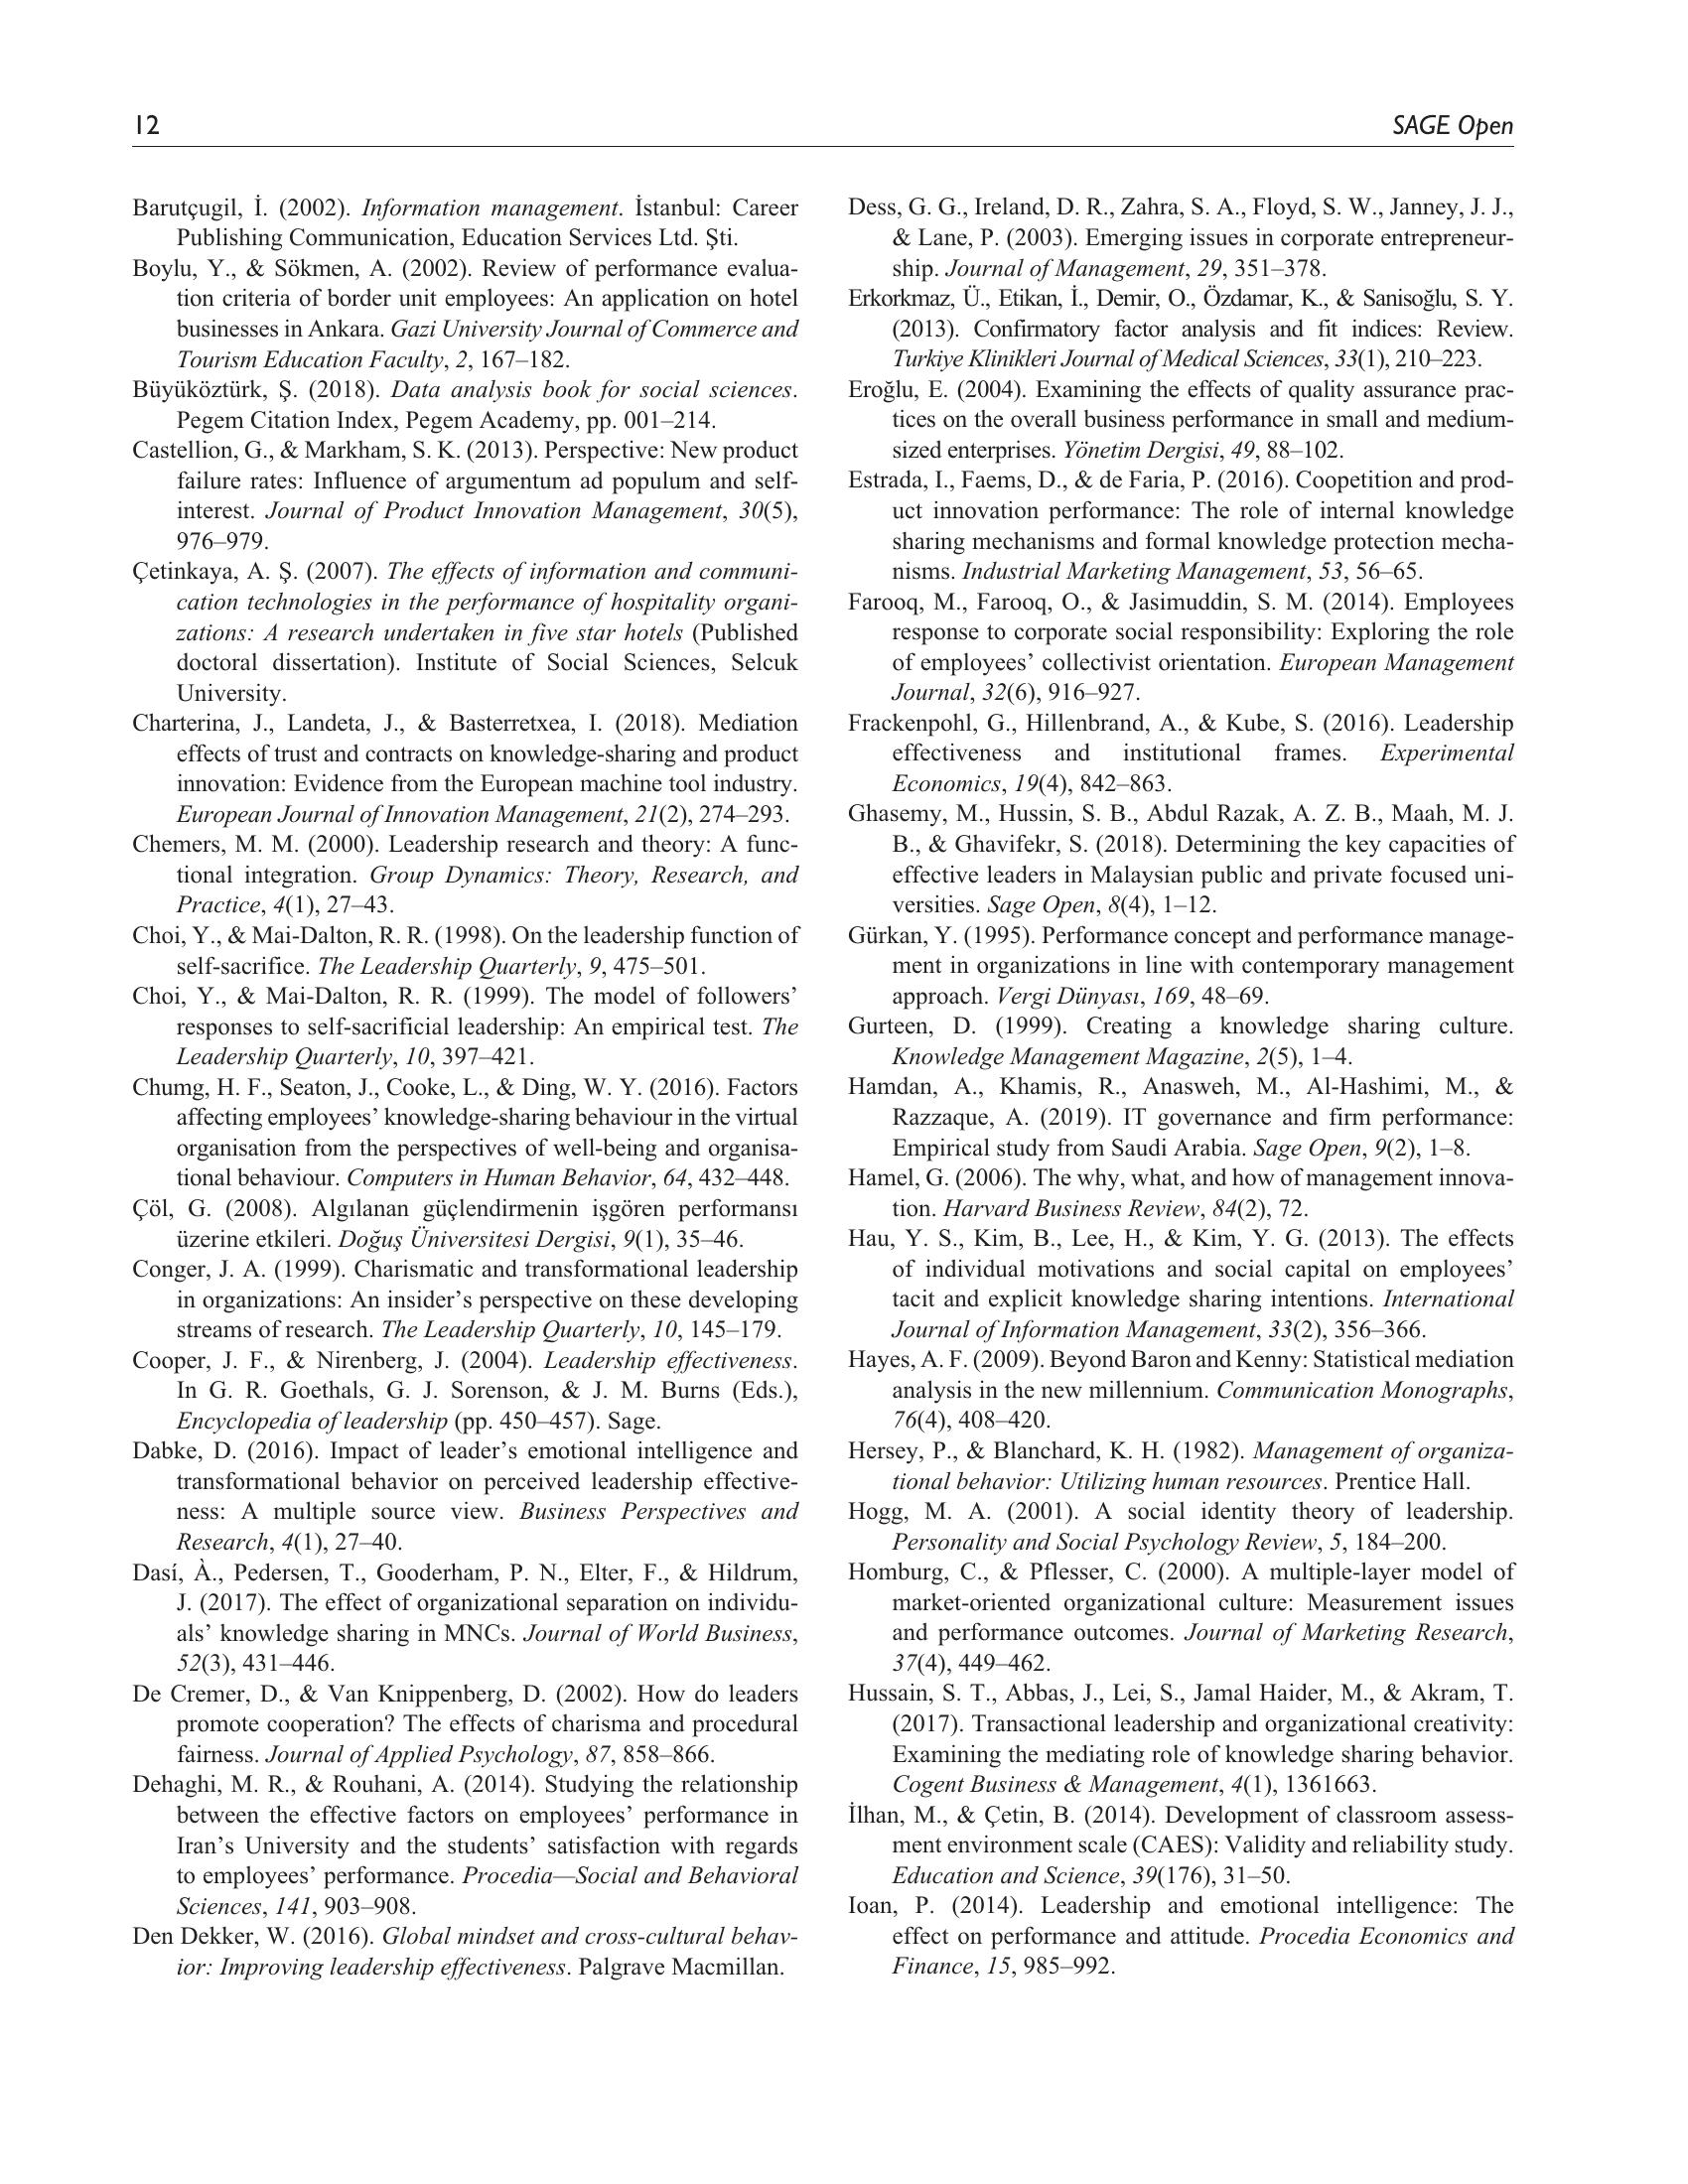 12
SAGE Open
Barutçugil, İ. (2002). Information management. İstanbul: Career
Publishing Communication, Education Services Ltd. Şti.
Boylu, Y., & Sökmen, A. (2002). Review of performance evalua-
tion criteria of border unit employees: An application on hotel
businesses in Ankara. Gazi University Journal of Commerce and
Tourism Education Faculty, 2, 167–182.
Büyüköztürk, Ş. (2018). Data analysis book for social sciences.
Pegem Citation Index, Pegem Academy, pp. 001–214.
Castellion, G., & Markham, S. K. (2013). Perspective: New product
failure rates: Influence of argumentum ad populum and self-
interest. Journal of Product Innovation Management, 30(5),
976–979.
Çetinkaya, A. Ş. (2007). The effects of information and communi-
cation technologies in the performance of hospitality organi-
zations: A research undertaken in five star hotels (Published
doctoral dissertation). Institute of Social Sciences, Selcuk
University.
Charterina, J., Landeta, J., & Basterretxea, I. (2018). Mediation
effects of trust and contracts on knowledge-sharing and product
innovation: Evidence from the European machine tool industry.
European Journal of Innovation Management, 21(2), 274–293.
Chemers, M. M. (2000). Leadership research and theory: A func-
tional integration. Group Dynamics: Theory, Research, and
Practice, 4(1), 27–43.
Choi, Y., & Mai-Dalton, R. R. (1998). On the leadership function of
self-sacrifice. The Leadership Quarterly, 9, 475–501.
Choi, Y., & Mai-Dalton, R. R. (1999). The model of followers’
responses to self-sacrificial leadership: An empirical test. The
Leadership Quarterly, 10, 397–421.
Chumg, H. F., Seaton, J., Cooke, L., & Ding, W. Y. (2016). Factors
affecting employees’ knowledge-sharing behaviour in the virtual
organisation from the perspectives of well-being and organisa-
tional behaviour. Computers in Human Behavior, 64, 432–448.
Çöl, G. (2008). Algılanan güçlendirmenin işgören performansı
üzerine etkileri. Doğuş Üniversitesi Dergisi, 9(1), 35–46.
Conger, J. A. (1999). Charismatic and transformational leadership
in organizations: An insider’s perspective on these developing
streams of research. The Leadership Quarterly, 10, 145–179.
Cooper, J. F., & Nirenberg, J. (2004). Leadership effectiveness.
In G. R. Goethals, G. J. Sorenson, & J. M. Burns (Eds.),
Encyclopedia of leadership (pp. 450–457). Sage.
Dabke, D. (2016). Impact of leader’s emotional intelligence and
transformational behavior on perceived leadership effective-
ness: A multiple source view. Business Perspectives and
Research, 4(1), 27–40.
Dasí, À., Pedersen, T., Gooderham, P. N., Elter, F., & Hildrum,
J. (2017). The effect of organizational separation on individu-
als’ knowledge sharing in MNCs. Journal of World Business,
52(3), 431–446.
De Cremer, D., & Van Knippenberg, D. (2002). How do leaders
promote cooperation? The effects of charisma and procedural
fairness. Journal of Applied Psychology, 87, 858–866.
Dehaghi, M. R., & Rouhani, A. (2014). Studying the relationship
between the effective factors on employees’ performance in
Iran’s University and the students’ satisfaction with regards
to employees’ performance. Procedia—Social and Behavioral
Sciences, 141, 903–908.
Den Dekker, W. (2016). Global mindset and cross-cultural behav-
ior: Improving leadership effectiveness. Palgrave Macmillan.
Dess, G. G., Ireland, D. R., Zahra, S. A., Floyd, S. W., Janney, J. J.,
& Lane, P. (2003). Emerging issues in corporate entrepreneur-
ship. Journal of Management, 29, 351–378.
Erkorkmaz, Ü., Etikan, İ., Demir, O., Özdamar, K., & Sanisoğlu, S. Y.
(2013). Confirmatory factor analysis and fit indices: Review.
Turkiye Klinikleri Journal of Medical Sciences, 33(1), 210–223.
Eroğlu, E. (2004). Examining the effects of quality assurance prac-
tices on the overall business performance in small and medium-
sized enterprises. Yönetim Dergisi, 49, 88–102.
Estrada, I., Faems, D., & de Faria, P. (2016). Coopetition and prod-
uct innovation performance: The role of internal knowledge
sharing mechanisms and formal knowledge protection mecha-
nisms. Industrial Marketing Management, 53, 56–65.
Farooq, M., Farooq, O., & Jasimuddin, S. M. (2014). Employees
response to corporate social responsibility: Exploring the role
of employees’ collectivist orientation. European Management
Journal, 32(6), 916–927.
Frackenpohl, G., Hillenbrand, A., & Kube, S. (2016). Leadership
effectiveness and institutional frames. Experimental
Economics, 19(4), 842–863.
Ghasemy, M., Hussin, S. B., Abdul Razak, A. Z. B., Maah, M. J.
B., & Ghavifekr, S. (2018). Determining the key capacities of
effective leaders in Malaysian public and private focused uni-
versities. Sage Open, 8(4), 1–12.
Gürkan, Y. (1995). Performance concept and performance manage-
ment in organizations in line with contemporary management
approach. Vergi Dünyası, 169, 48–69.
Gurteen, D. (1999). Creating a knowledge sharing culture.
Knowledge Management Magazine, 2(5), 1–4.
Hamdan, A., Khamis, R., Anasweh, M., Al-Hashimi, M., &
Razzaque, A. (2019). IT governance and firm performance:
Empirical study from Saudi Arabia. Sage Open, 9(2), 1–8.
Hamel, G. (2006). The why, what, and how of management innova-
tion. Harvard Business Review, 84(2), 72.
Hau, Y. S., Kim, B., Lee, H., & Kim, Y. G. (2013). The effects
of individual motivations and social capital on employees’
tacit and explicit knowledge sharing intentions. International
Journal of Information Management, 33(2), 356–366.
Hayes, A. F. (2009). Beyond Baron and Kenny: Statistical mediation
analysis in the new millennium. Communication Monographs,
76(4), 408–420.
Hersey, P., & Blanchard, K. H. (1982). Management of organiza-
tional behavior: Utilizing human resources. Prentice Hall.
Hogg, M. A. (2001). A social identity theory of leadership.
Personality and Social Psychology Review, 5, 184–200.
Homburg, C., & Pflesser, C. (2000). A multiple-layer model of
market-oriented organizational culture: Measurement issues
and performance outcomes. Journal of Marketing Research,
37(4), 449–462.
Hussain, S. T., Abbas, J., Lei, S., Jamal Haider, M., & Akram, T.
(2017). Transactional leadership and organizational creativity:
Examining the mediating role of knowledge sharing behavior.
Cogent Business & Management, 4(1), 1361663.
İlhan, M., & Çetin, B. (2014). Development of classroom assess-
ment environment scale (CAES): Validity and reliability study.
Education and Science, 39(176), 31–50.
Ioan, P. (2014). Leadership and emotional intelligence: The
effect on performance and attitude. Procedia Economics and
Finance, 15, 985–992.